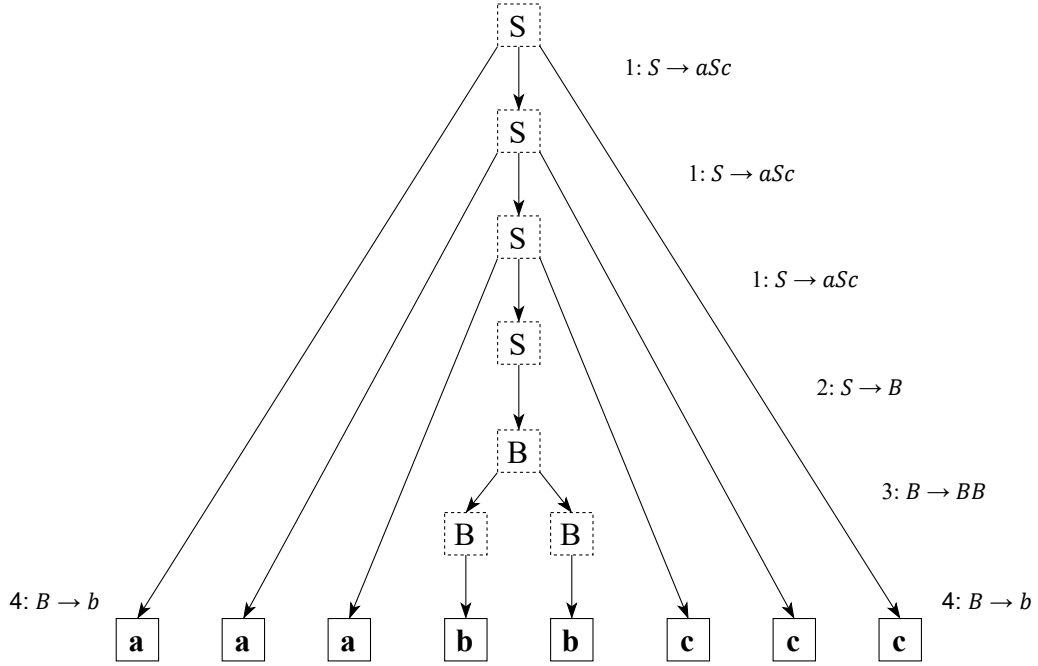 S
1: S → aSc
S
1: S → aSc
S
1: S → aSc
S
2: S → B
B
3: B → BB
B B
4: B → b 4: B → b
a a a b b c c c